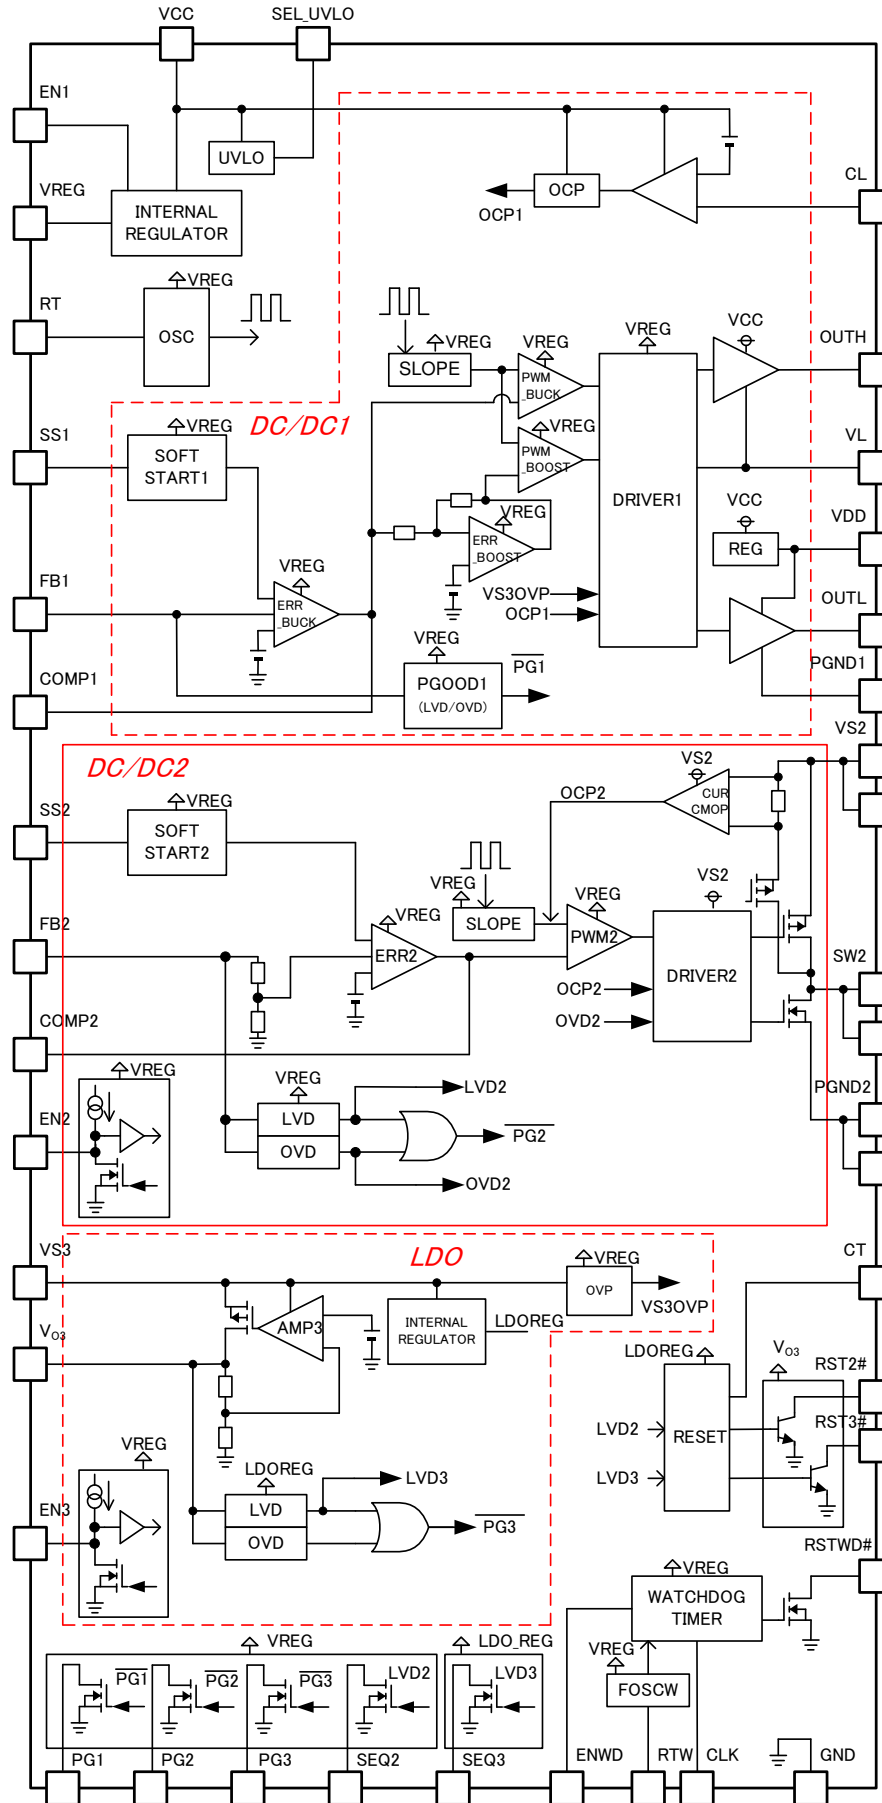 VCC
SEL_UVLO
EN1
UVLO
VREG
INTERNAL
REGULATOR
OCP
OCP1
CL
RT
VREG
OSC
VREG
SLOPE
VREG
PWM
_BUCK
VREG
VCC
OUTH
DC/DC1
SS1
VREG
SOFT
START1
VREG
PWM
_BOOST
DRIVER1
VL
VREG
ERR
_BOOST
VCC
REG
VDD
FB1
VREG
ERR
_BUCK
VS3OVP
OCP1
OUTL
COMP1
VREG
PGOOD1
(LVD/OVD)
PG1
PGND1
VS2
DC/DC2
VS2
CUR
CMOP
OCP2
SS2
VREG
SOFT
START2
VREG
SLOPE
VREG
PWM2
VS2
DRIVER2
FB2
VREG
ERR2
SW2
OCP2
OVD2
COMP2
VREG
EN2
VREG
LVD
OVD
LVD2
PG2
OVD2
PGND2
VS3
LDO
VREG
OVP
VS3OVP
CT
AMP3
INTERNAL
REGULATOR
LDOREG
VO3
LDOREG
VO3
RST2#
RST3#
LVD2
RESET
LVD3
VREG
EN3
LDOREG
LVD
OVD
LVD3
PG3
RSTWD#
VREG
WATCHDOG
TIMER
VREG
FOSCW
VREG
LDO_REG
PG1
PG2
PG3
LVD2
LVD3
PG1
PG2
PG3
SEQ2
SEQ3
ENWD
RTW
CLK
GND